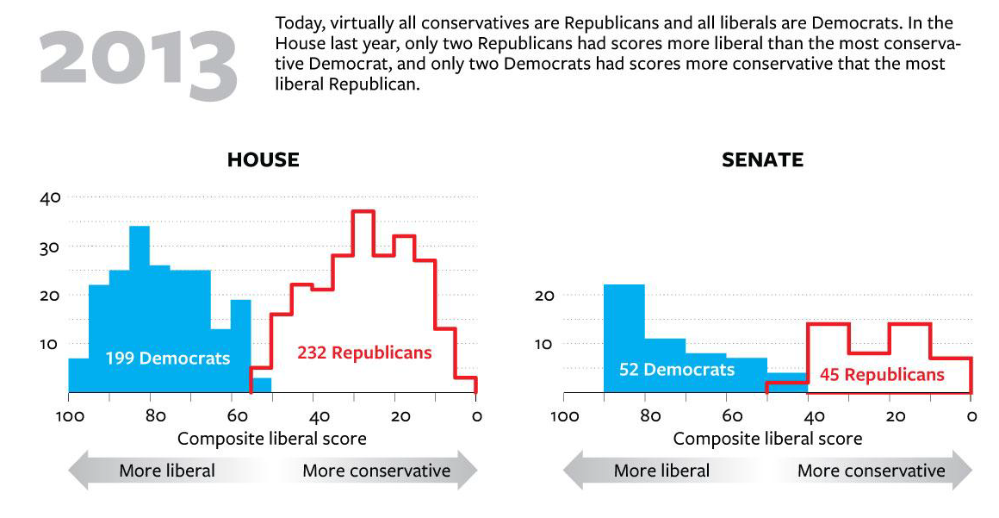 2013
Today, virtually all conservatives are Republicans and all liberals are Democrats. In the
House last year, only two Republicans had scores more liberal than the most conserva-
tive Democrat, and only two Democrats had scores more conservative that the most
liberal Republican.
HOUSE
40
30
20
10
199 Democrats
232 Republicans
100 80 60 40 20 0
Composite liberal score
More liberal More conservative
SENATE
20
10
52 Democrats
45 Republicans
100 80 60 40 20 0
Composite liberal score
More liberal More conservative